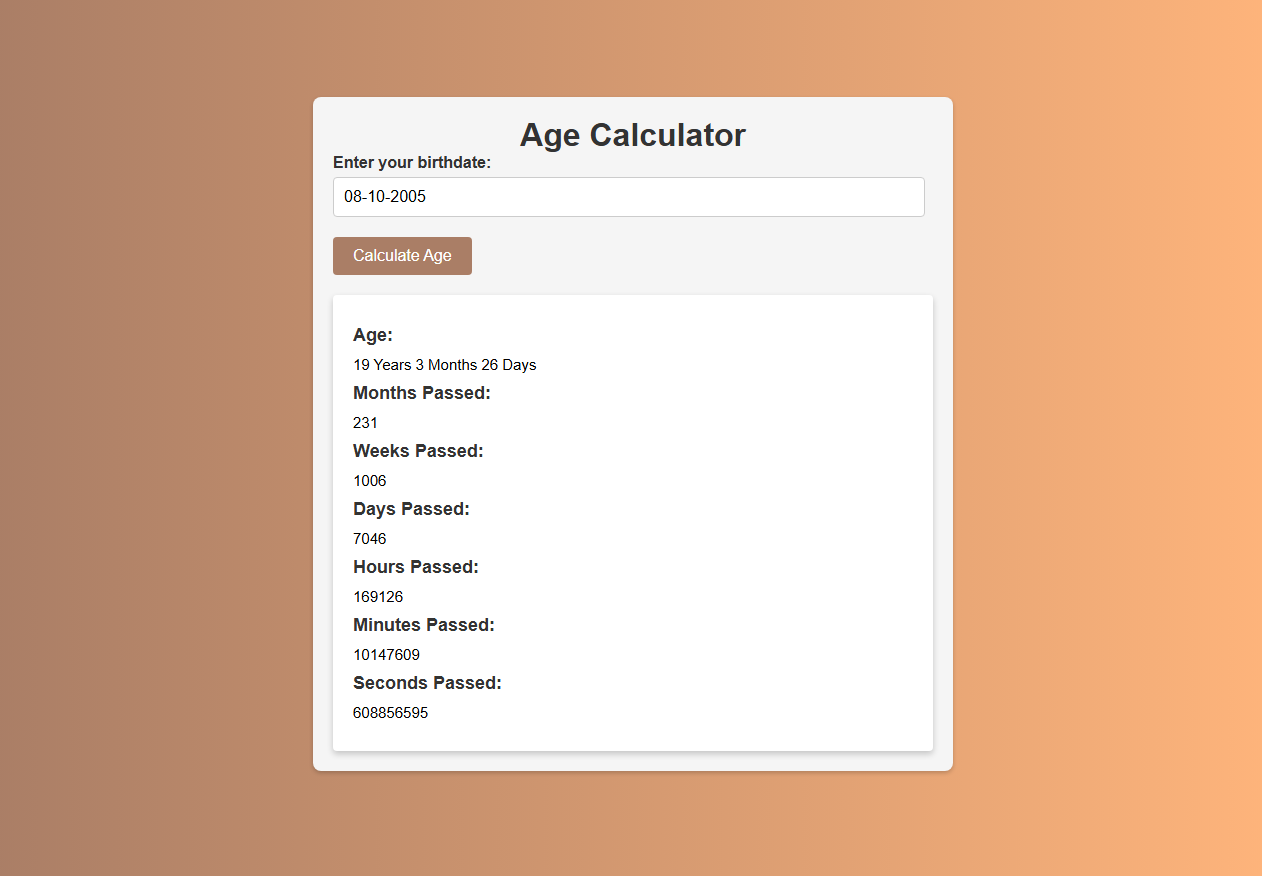 Age Calculator
Enter your birthdate:
08-10-2005
Calculate Age
Age:
19 Years 3 Months 26 Days
Months Passed:
231
Weeks Passed:
1006
Days Passed:
7046
Hours Passed:
169126
Minutes Passed:
10147609
Seconds Passed:
608856595